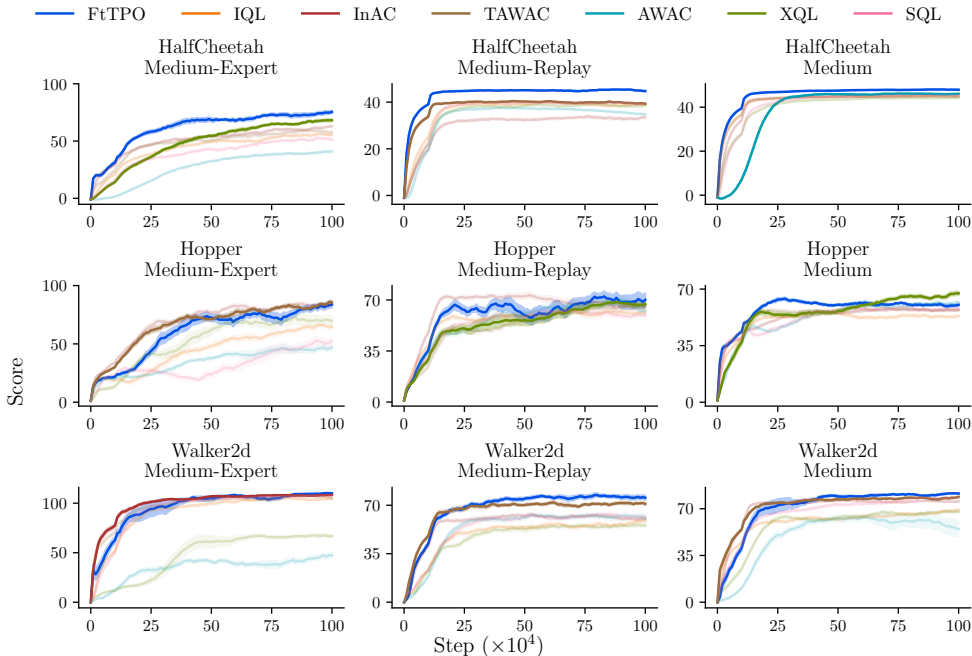 FtTPO IQL InAC TAWAC AWAC XQL SQL
HalfCheetah
Medium-Expert
HalfCheetah
Medium-Replay
HalfCheetah
Medium
100
50
0
0 25 50 75 100
40
20
0
0 25 50 75 100
40
20
0
0 25 50 75 100
Hopper
Medium-Expert
Hopper
Medium-Replay
Hopper
Medium
Score
100
50
0
0 25 50 75 100
70
35
0
0 25 50 75 100
70
35
0
0 25 50 75 100
Walker2d
Medium-Expert
Walker2d
Medium-Replay
Walker2d
Medium
100
50
0
0 25 50 75 100
70
35
0
0 25 50 75 100
70
35
0
0 25 50 75 100
Step (×10⁴)